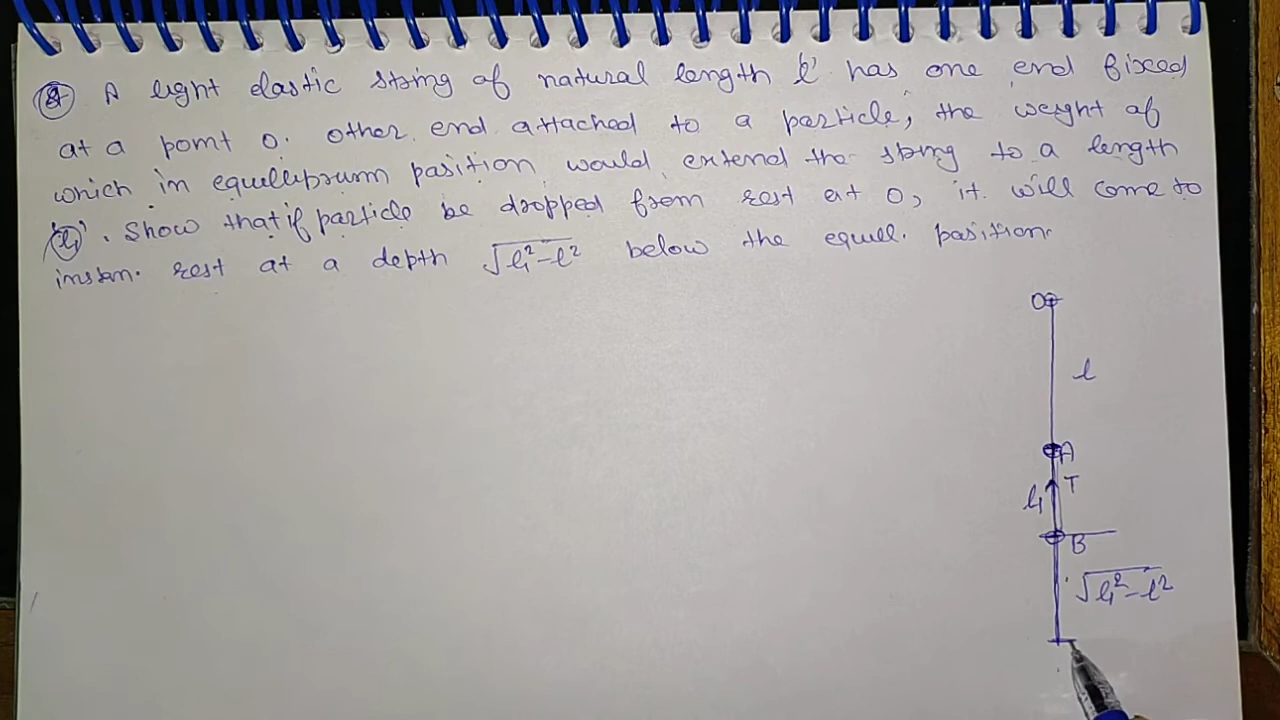 A light elastic string of natural length 'l' has one end fixed
at a point O. Other end attached to a particle, the weight of
which in equillibrium position would extend the string to a length
'l₁'. Show that if particle be dropped from rest at O, it will come to
instan. rest at a depth √l₁²-l² below the equill. position.
O
l
A
T
l₁
B
√l₁²-l²